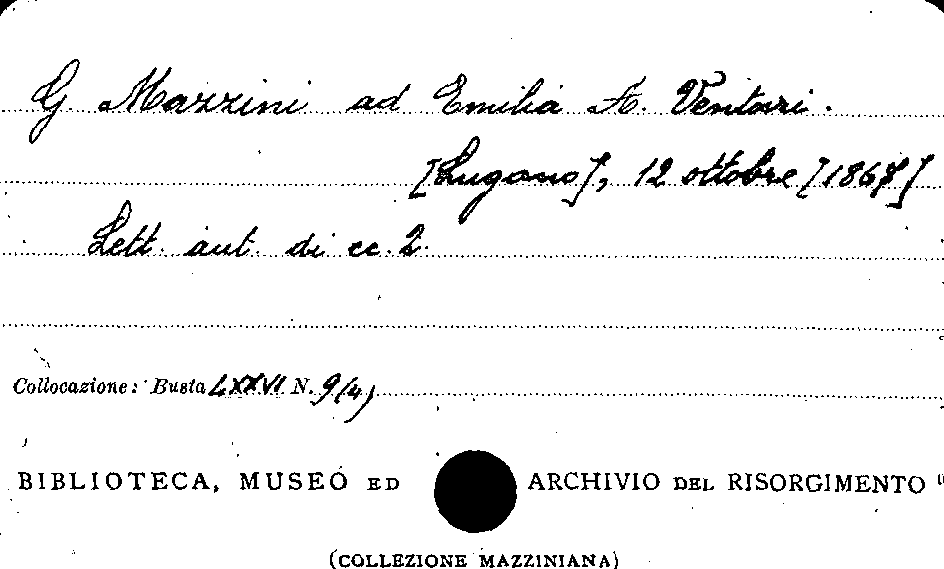 G. Mazzini ad Emilia A. Venturi.
[Lugano], 12 ottobre [1868]
Lett. aut. di cc. 2.
Collocazione: Busta LXXVI N. 9(4)
BIBLIOTECA, MUSEO ED ARCHIVIO DEL RISORGIMENTO
(COLLEZIONE MAZZINIANA)